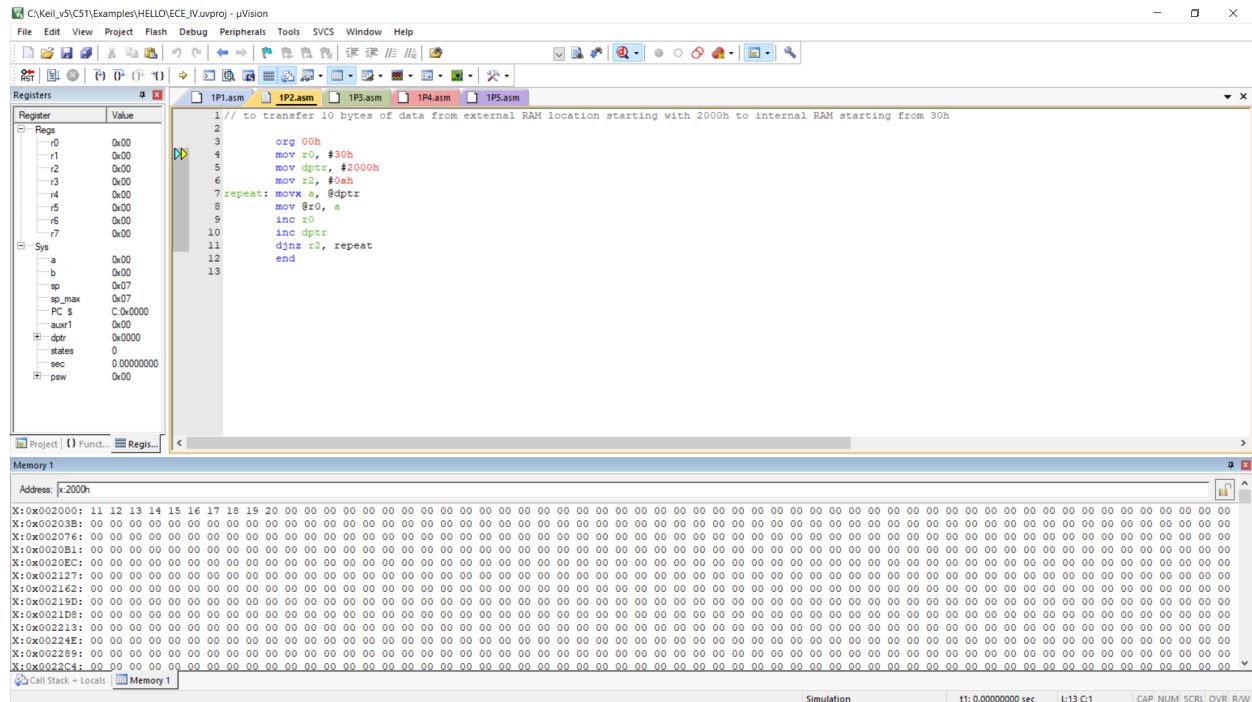 C:\Keil_v5\C51\Examples\HELLO\ECE_IV.uvproj - µVision
File Edit View Project Flash Debug Peripherals Tools SVCS Window Help
Registers
1P1.asm 1P2.asm 1P3.asm 1P4.asm 1P5.asm
Register Value
Regs
r0 0x00
r1 0x00
r2 0x00
r3 0x00
r4 0x00
r5 0x00
r6 0x00
r7 0x00
Sys
a 0x00
b 0x00
sp 0x07
sp_max 0x07
PC $ C:0x0000
auxr1 0x00
dptr 0x0000
states 0
sec 0.00000000
psw 0x00
Project Funct... Regis...
1 // to transfer 10 bytes of data from external RAM location starting with 2000h to internal RAM starting from 30h
2
3 org 00h
4 mov r0, #30h
5 mov dptr, #2000h
6 mov r2, #0ah
7 repeat: movx a, @dptr
8 mov @r0, a
9 inc r0
10 inc dptr
11 djnz r2, repeat
12 end
13
Memory 1
Address: x:2000h
X:0x002000: 11 12 13 14 15 16 17 18 19 20 00 00 00 00 00 00 00 00 00 00 00 00 00 00 00 00 00 00 00 00 00 00 00 00 00 00 00 00 00 00 00 00 00 00 00 00 00 00 00 00 00 00 00 00 00 00 00 00 00
X:0x00203B: 00 00 00 00 00 00 00 00 00 00 00 00 00 00 00 00 00 00 00 00 00 00 00 00 00 00 00 00 00 00 00 00 00 00 00 00 00 00 00 00 00 00 00 00 00 00 00 00 00 00 00 00 00 00 00 00 00 00 00
X:0x002076: 00 00 00 00 00 00 00 00 00 00 00 00 00 00 00 00 00 00 00 00 00 00 00 00 00 00 00 00 00 00 00 00 00 00 00 00 00 00 00 00 00 00 00 00 00 00 00 00 00 00 00 00 00 00 00 00 00 00 00
X:0x0020B1: 00 00 00 00 00 00 00 00 00 00 00 00 00 00 00 00 00 00 00 00 00 00 00 00 00 00 00 00 00 00 00 00 00 00 00 00 00 00 00 00 00 00 00 00 00 00 00 00 00 00 00 00 00 00 00 00 00 00 00
X:0x0020EC: 00 00 00 00 00 00 00 00 00 00 00 00 00 00 00 00 00 00 00 00 00 00 00 00 00 00 00 00 00 00 00 00 00 00 00 00 00 00 00 00 00 00 00 00 00 00 00 00 00 00 00 00 00 00 00 00 00 00 00
X:0x002127: 00 00 00 00 00 00 00 00 00 00 00 00 00 00 00 00 00 00 00 00 00 00 00 00 00 00 00 00 00 00 00 00 00 00 00 00 00 00 00 00 00 00 00 00 00 00 00 00 00 00 00 00 00 00 00 00 00 00 00
X:0x002162: 00 00 00 00 00 00 00 00 00 00 00 00 00 00 00 00 00 00 00 00 00 00 00 00 00 00 00 00 00 00 00 00 00 00 00 00 00 00 00 00 00 00 00 00 00 00 00 00 00 00 00 00 00 00 00 00 00 00 00
X:0x00219D: 00 00 00 00 00 00 00 00 00 00 00 00 00 00 00 00 00 00 00 00 00 00 00 00 00 00 00 00 00 00 00 00 00 00 00 00 00 00 00 00 00 00 00 00 00 00 00 00 00 00 00 00 00 00 00 00 00 00 00
X:0x0021D8: 00 00 00 00 00 00 00 00 00 00 00 00 00 00 00 00 00 00 00 00 00 00 00 00 00 00 00 00 00 00 00 00 00 00 00 00 00 00 00 00 00 00 00 00 00 00 00 00 00 00 00 00 00 00 00 00 00 00 00
X:0x002213: 00 00 00 00 00 00 00 00 00 00 00 00 00 00 00 00 00 00 00 00 00 00 00 00 00 00 00 00 00 00 00 00 00 00 00 00 00 00 00 00 00 00 00 00 00 00 00 00 00 00 00 00 00 00 00 00 00 00 00
X:0x00224E: 00 00 00 00 00 00 00 00 00 00 00 00 00 00 00 00 00 00 00 00 00 00 00 00 00 00 00 00 00 00 00 00 00 00 00 00 00 00 00 00 00 00 00 00 00 00 00 00 00 00 00 00 00 00 00 00 00 00 00
X:0x002289: 00 00 00 00 00 00 00 00 00 00 00 00 00 00 00 00 00 00 00 00 00 00 00 00 00 00 00 00 00 00 00 00 00 00 00 00 00 00 00 00 00 00 00 00 00 00 00 00 00 00 00 00 00 00 00 00 00 00 00
X:0x0022C4: 00 00 00 00 00 00 00 00 00 00 00 00 00 00 00 00 00 00 00 00 00 00 00 00 00 00 00 00 00 00 00 00 00 00 00 00 00 00 00 00 00 00 00 00 00 00 00 00 00 00 00 00 00 00 00 00 00 00 00
Call Stack + Locals Memory 1
Simulation t1: 0.00000000 sec L:13 C:1 CAP NUM SCRL OVR R/W